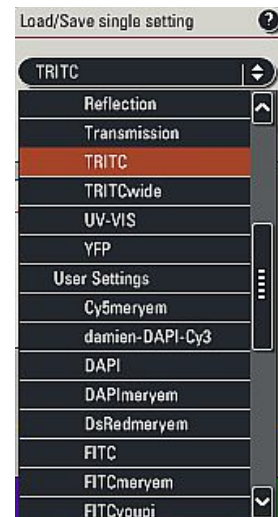 Load/Save single setting
TRITC
Reflection
Transmission
TRITC
TRITCwide
UV-VIS
YFP
User Settings
Cy5meryem
damien-DAPI-Cy3
DAPI
DAPImeryem
DsRedmeryem
FITC
FITCmeryem
FITCyoupi